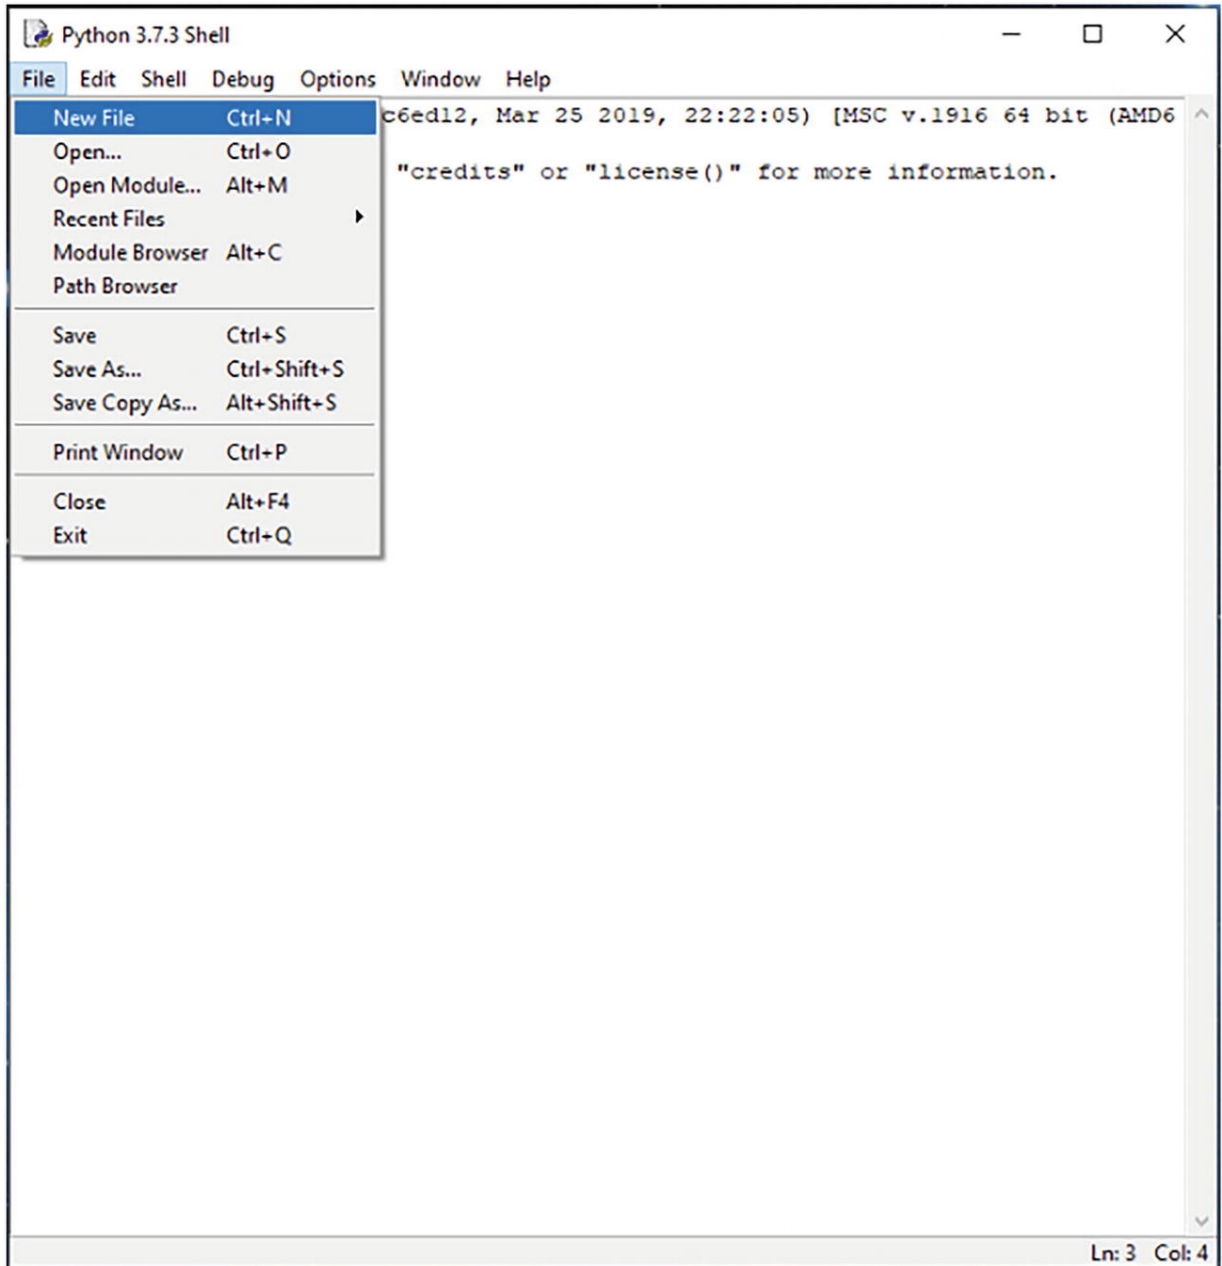 Python 3.7.3 Shell
File Edit Shell Debug Options Window Help
New File Ctrl+N
c6ed12, Mar 25 2019, 22:22:05) [MSC v.1916 64 bit (AMD6
Open... Ctrl+O
"credits" or "license()" for more information.
Open Module... Alt+M
Recent Files
Module Browser Alt+C
Path Browser
Save Ctrl+S
Save As... Ctrl+Shift+S
Save Copy As... Alt+Shift+S
Print Window Ctrl+P
Close Alt+F4
Exit Ctrl+Q
Ln: 3 Col: 4